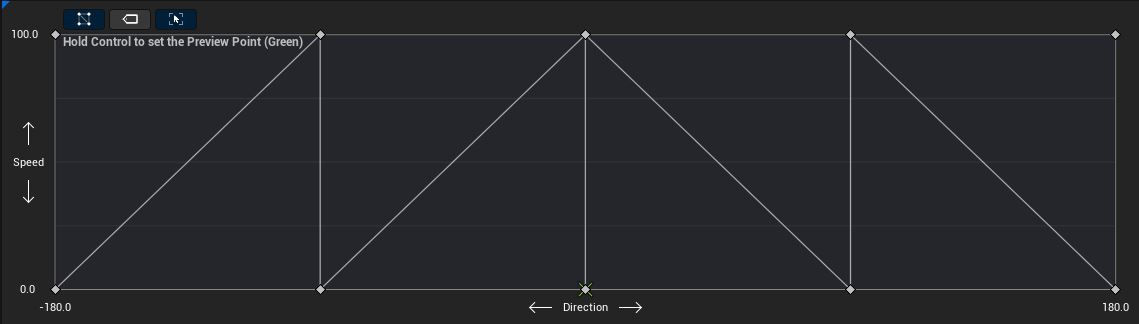 100.0
Hold Control to set the Preview Point (Green)
Speed
0.0
-180.0
Direction
180.0